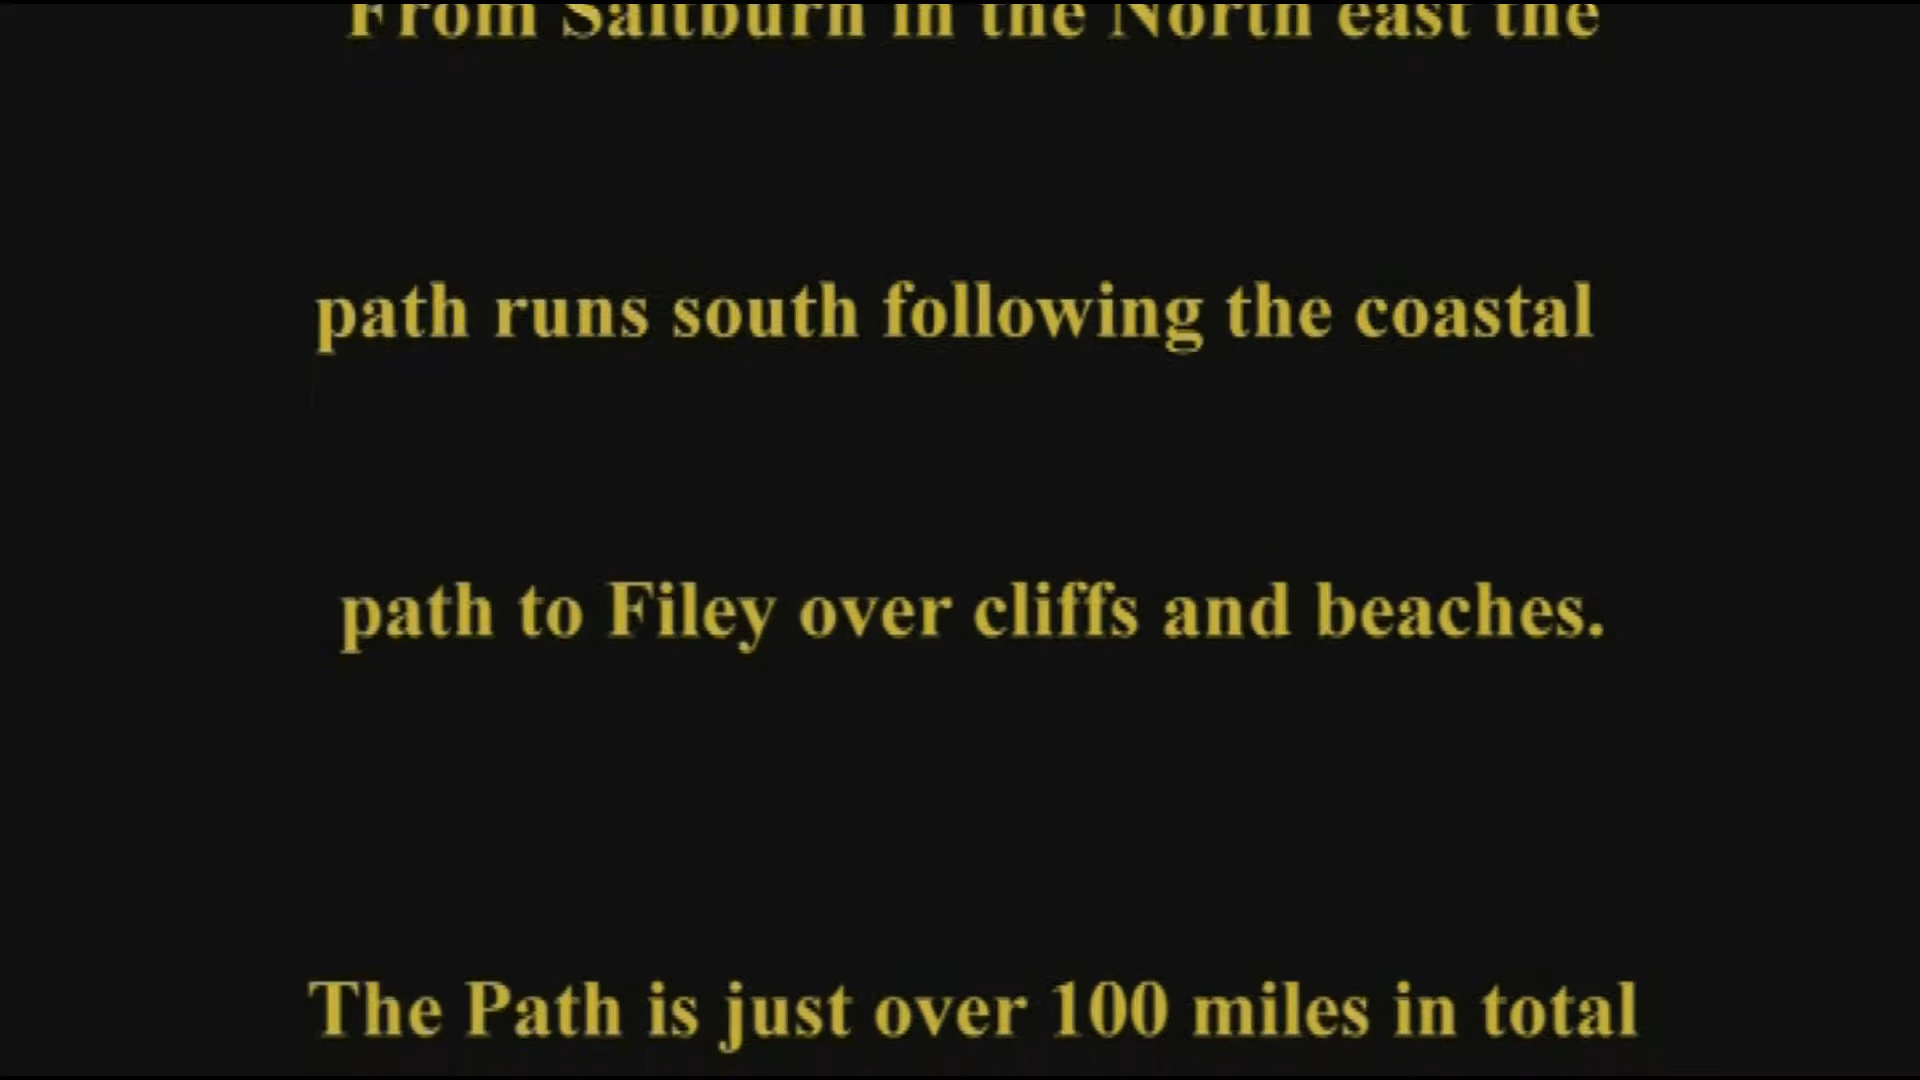 From Saltburn in the North east the
path runs south following the coastal
path to Filey over cliffs and beaches.
The Path is just over 100 miles in total